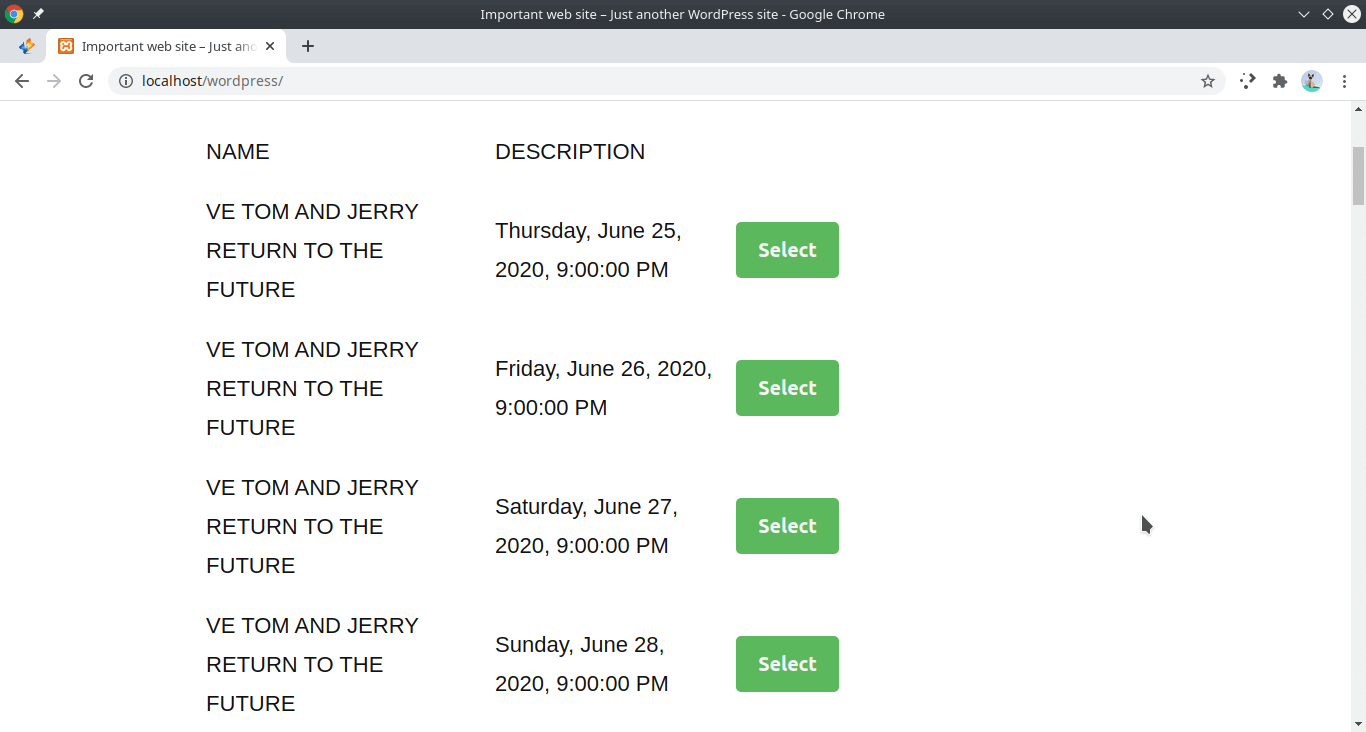 Important web site – Just another WordPress site - Google Chrome
Important web site – Just ano
localhost/wordpress/
NAME DESCRIPTION
VE TOM AND JERRY
RETURN TO THE
FUTURE
Thursday, June 25,
2020, 9:00:00 PM
Select
VE TOM AND JERRY
RETURN TO THE
FUTURE
Friday, June 26, 2020,
9:00:00 PM
Select
VE TOM AND JERRY
RETURN TO THE
FUTURE
Saturday, June 27,
2020, 9:00:00 PM
Select
VE TOM AND JERRY
RETURN TO THE
FUTURE
Sunday, June 28,
2020, 9:00:00 PM
Select